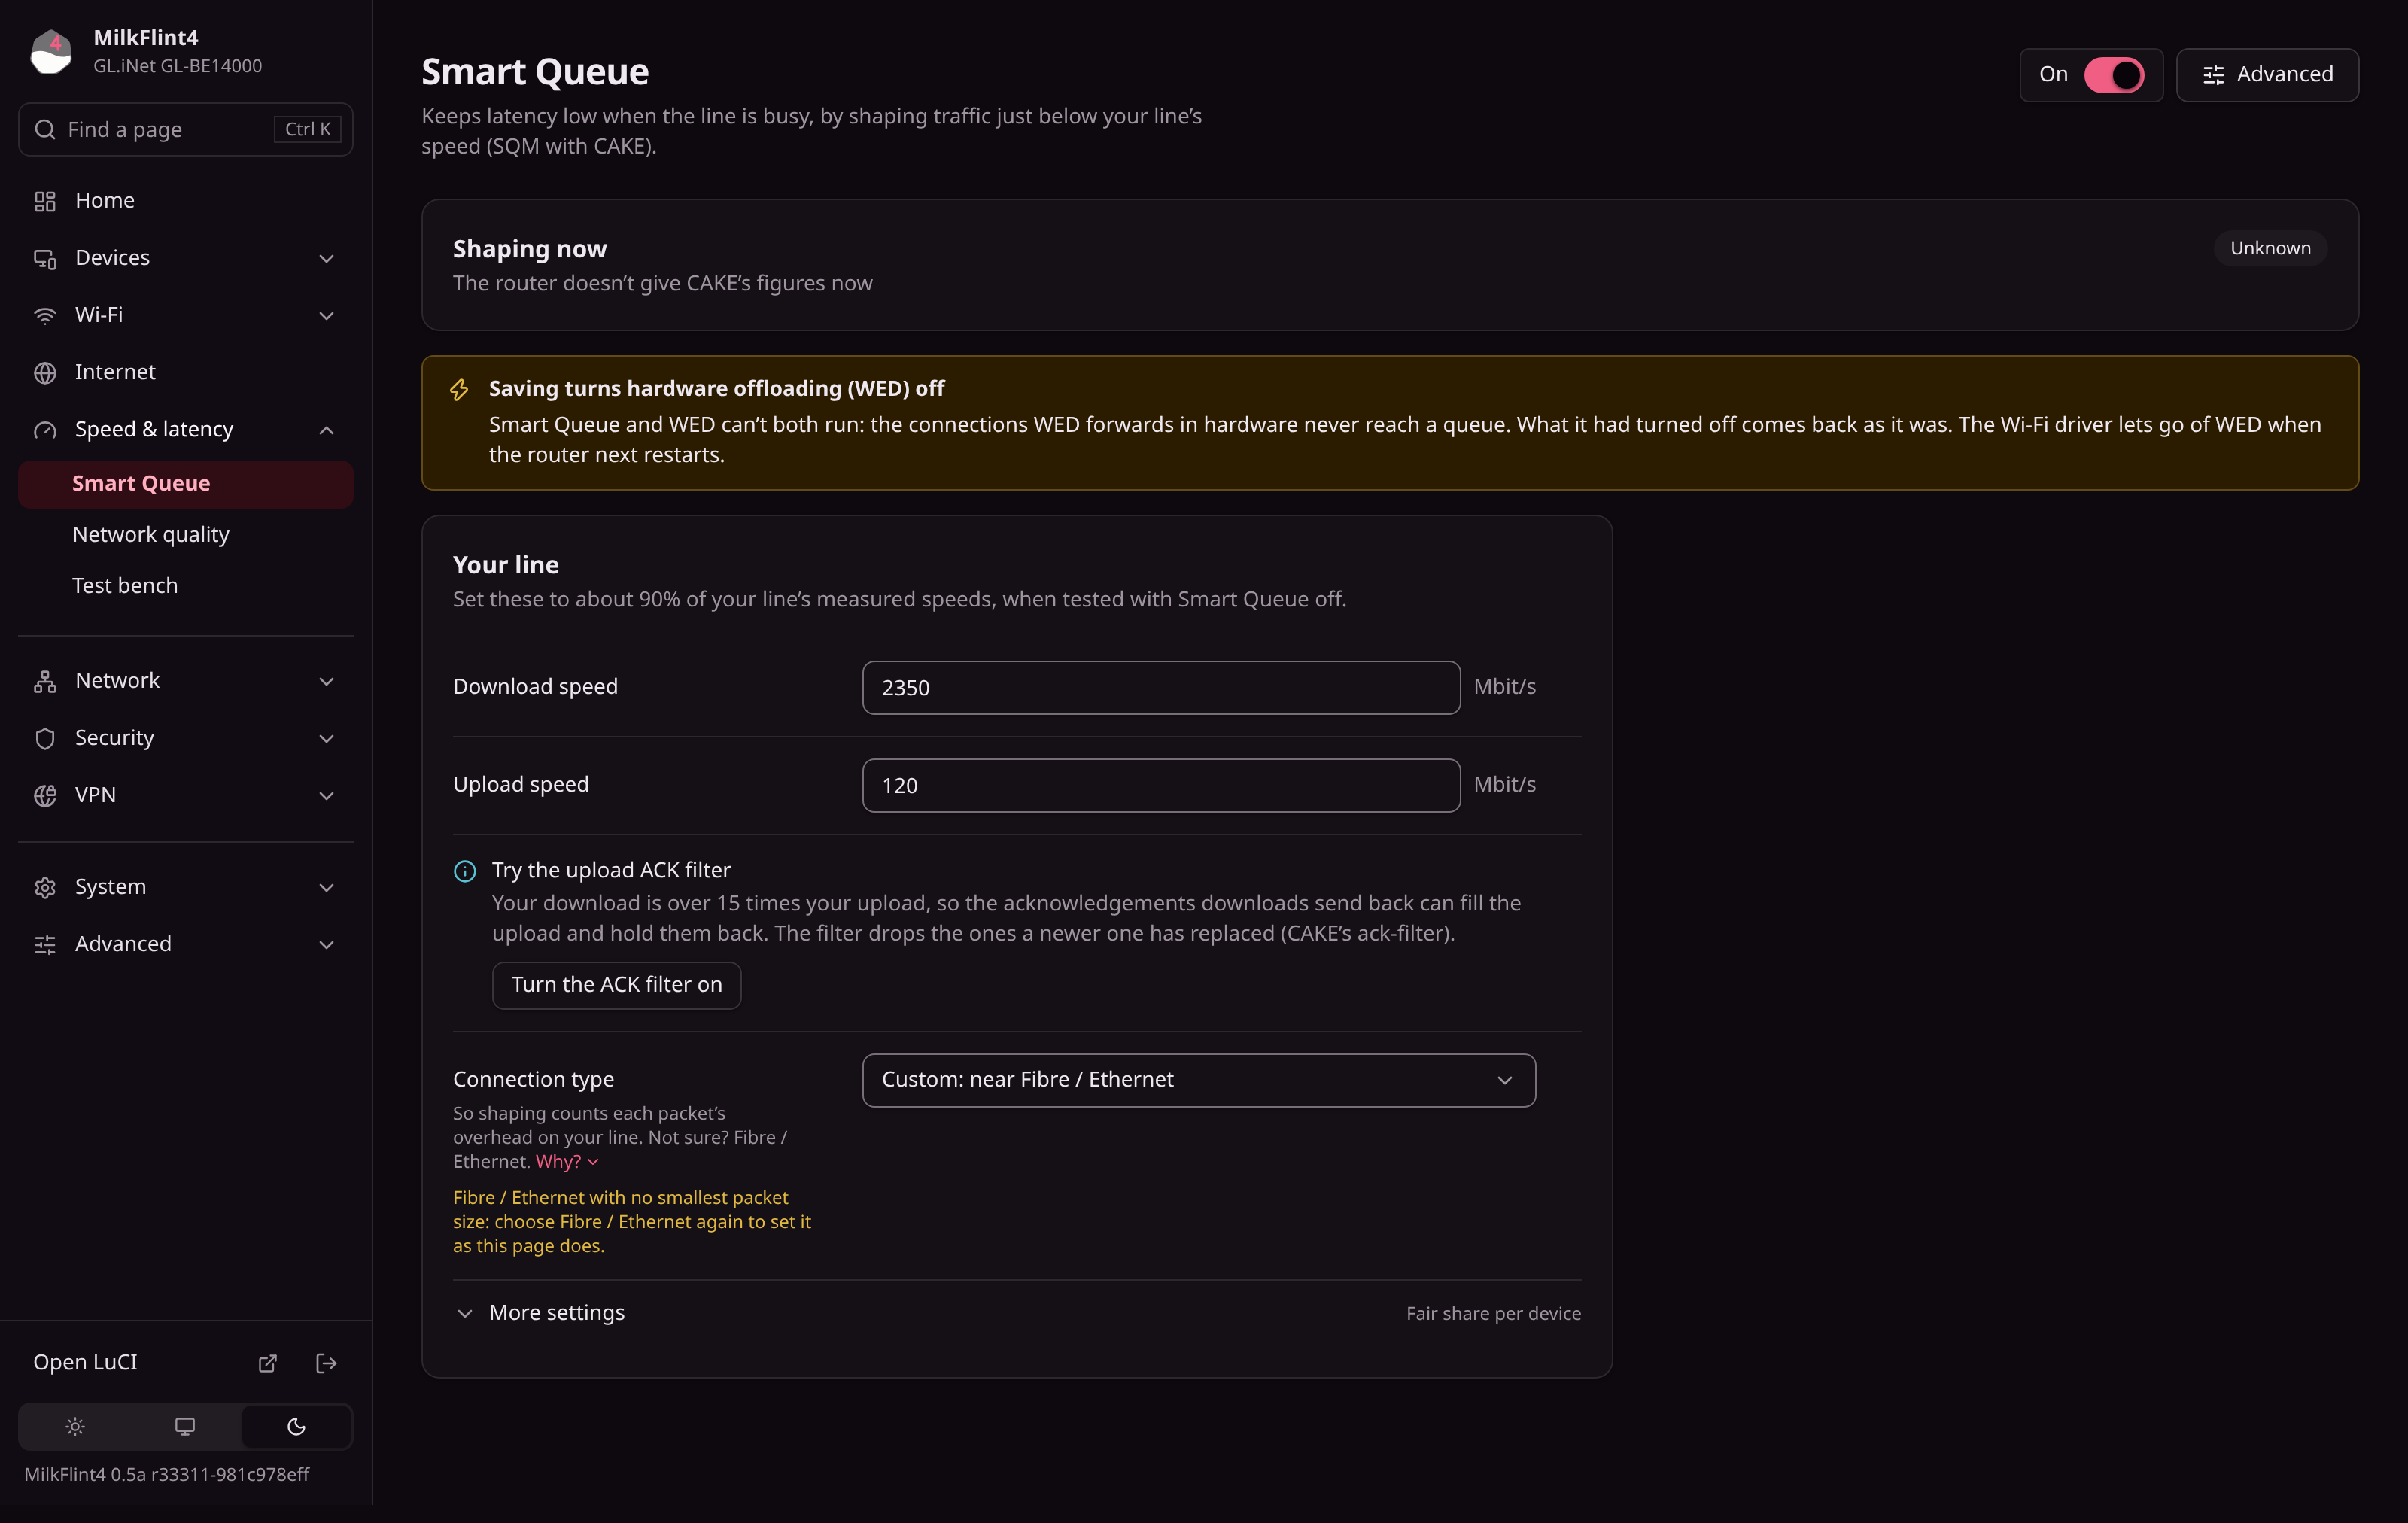 MilkFlint4
GL.iNet GL-BE14000
Find a page
Ctrl K
Home
Devices
Wi-Fi
Internet
Speed & latency
Smart Queue
Network quality
Test bench
Network
Security
VPN
System
Advanced
Open LuCI
MilkFlint4 0.5a r33311-981c978eff
Smart Queue
Keeps latency low when the line is busy, by shaping traffic just below your line’s
speed (SQM with CAKE).
On
Advanced
Shaping now
The router doesn’t give CAKE’s figures now
Unknown
Saving turns hardware offloading (WED) off
Smart Queue and WED can’t both run: the connections WED forwards in hardware never reach a queue. What it had turned off comes back as it was. The Wi-Fi driver lets go of WED when
the router next restarts.
Your line
Set these to about 90% of your line’s measured speeds, when tested with Smart Queue off.
Download speed
2350
Mbit/s
Upload speed
120
Mbit/s
Try the upload ACK filter
Your download is over 15 times your upload, so the acknowledgements downloads send back can fill the
upload and hold them back. The filter drops the ones a newer one has replaced (CAKE’s ack-filter).
Turn the ACK filter on
Connection type
Custom: near Fibre / Ethernet
So shaping counts each packet’s
overhead on your line. Not sure? Fibre /
Ethernet. Why?
Fibre / Ethernet with no smallest packet
size: choose Fibre / Ethernet again to set it
as this page does.
More settings
Fair share per device